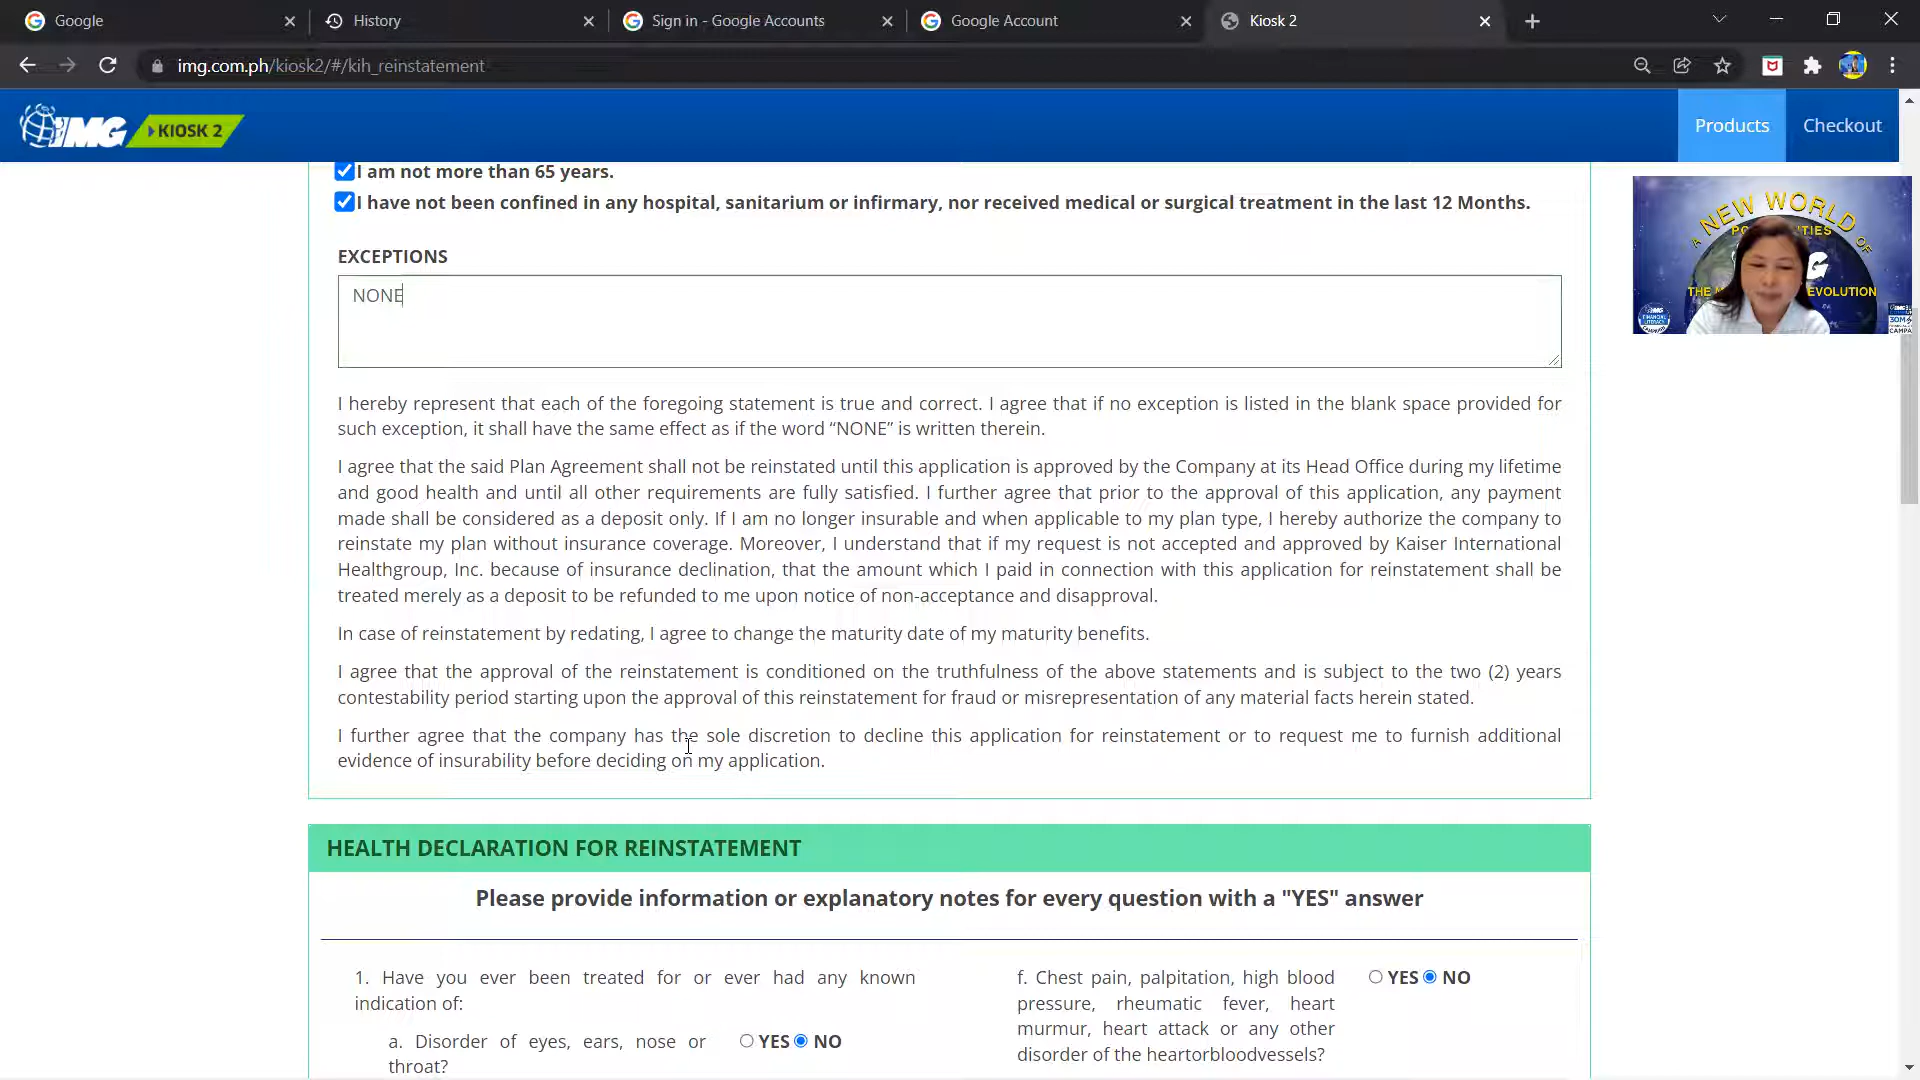 Google
History
Sign in - Google Accounts
Google Account
Kiosk 2
img.com.ph/kiosk2/#/kih_reinstatement
IMG KIOSK 2
Products
Checkout
I am not more than 65 years.
I have not been confined in any hospital, sanitarium or infirmary, nor received medical or surgical treatment in the last 12 Months.
A NEW WORLD
OF
THE
EVOLUTION
EXCEPTIONS
NONE
I hereby represent that each of the foregoing statement is true and correct. I agree that if no exception is listed in the blank space provided for
such exception, it shall have the same effect as if the word “NONE” is written therein.
I agree that the said Plan Agreement shall not be reinstated until this application is approved by the Company at its Head Office during my lifetime
and good health and until all other requirements are fully satisfied. I further agree that prior to the approval of this application, any payment
made shall be considered as a deposit only. If I am no longer insurable and when applicable to my plan type, I hereby authorize the company to
reinstate my plan without insurance coverage. Moreover, I understand that if my request is not accepted and approved by Kaiser International
Healthgroup, Inc. because of insurance declination, that the amount which I paid in connection with this application for reinstatement shall be
treated merely as a deposit to be refunded to me upon notice of non-acceptance and disapproval.
In case of reinstatement by redating, I agree to change the maturity date of my maturity benefits.
I agree that the approval of the reinstatement is conditioned on the truthfulness of the above statements and is subject to the two (2) years
contestability period starting upon the approval of this reinstatement for fraud or misrepresentation of any material facts herein stated.
I further agree that the company has the sole discretion to decline this application for reinstatement or to request me to furnish additional
evidence of insurability before deciding on my application.
HEALTH DECLARATION FOR REINSTATEMENT
Please provide information or explanatory notes for every question with a "YES" answer
1. Have you ever been treated for or ever had any known
indication of:
a. Disorder of eyes, ears, nose or
throat?
YES NO
f. Chest pain, palpitation, high blood
pressure, rheumatic fever, heart
murmur, heart attack or any other
disorder of the heartorbloodvessels?
YES NO